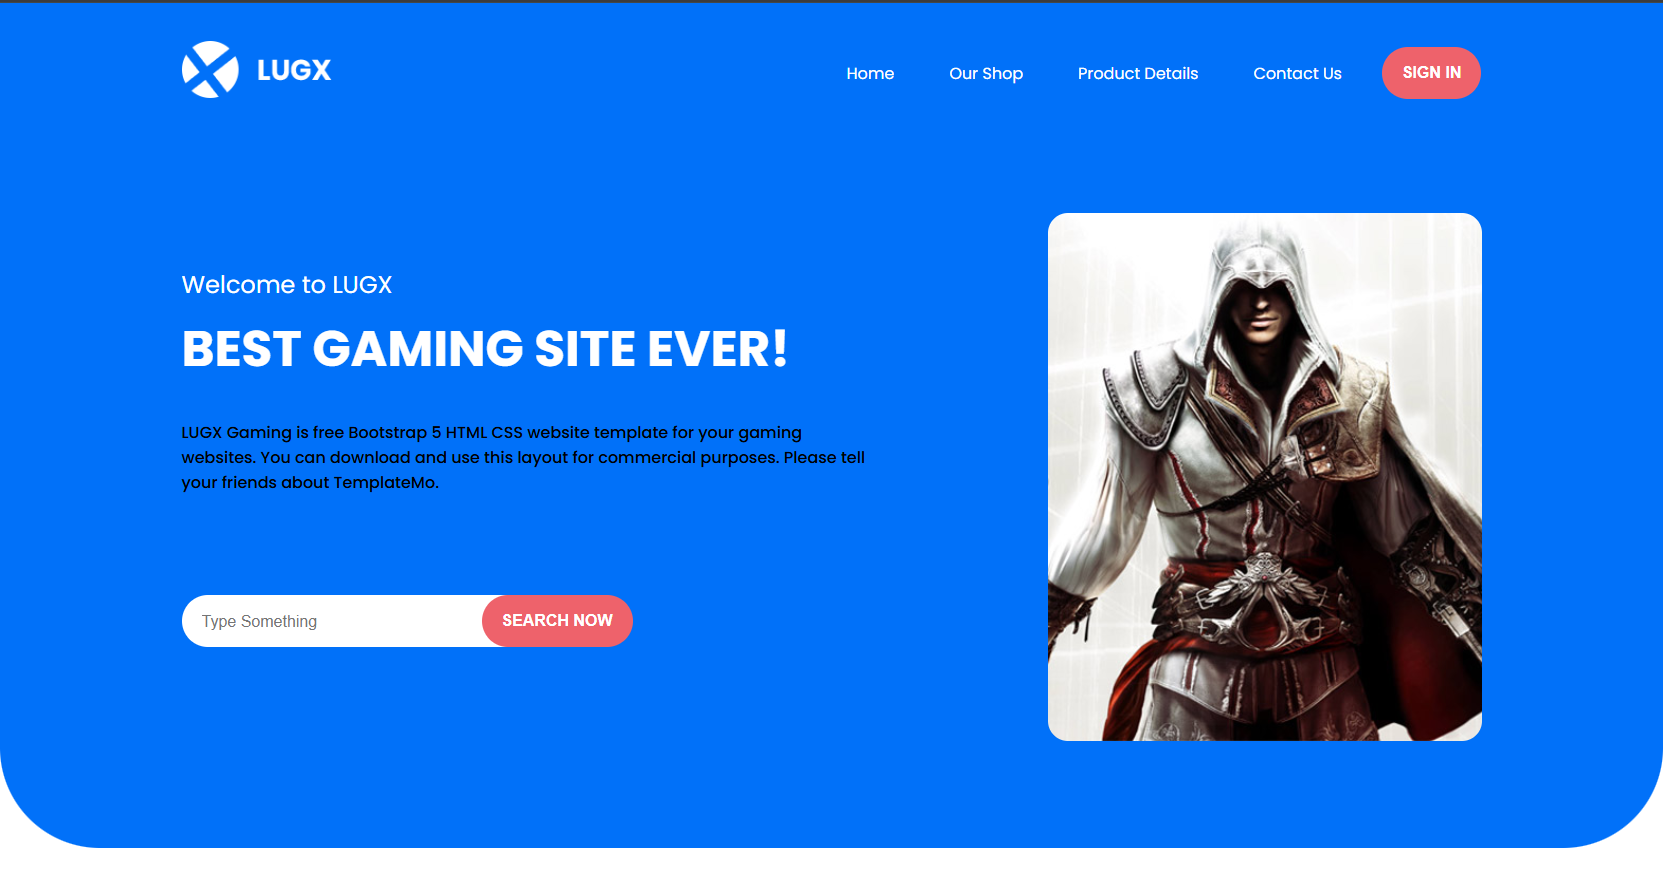 LUGX
Home
Our Shop
Product Details
Contact Us
SIGN IN
Welcome to LUGX
BEST GAMING SITE EVER!
LUGX Gaming is free Bootstrap 5 HTML CSS website template for your gaming
websites. You can download and use this layout for commercial purposes. Please tell
your friends about TemplateMo.
Type Something
SEARCH NOW